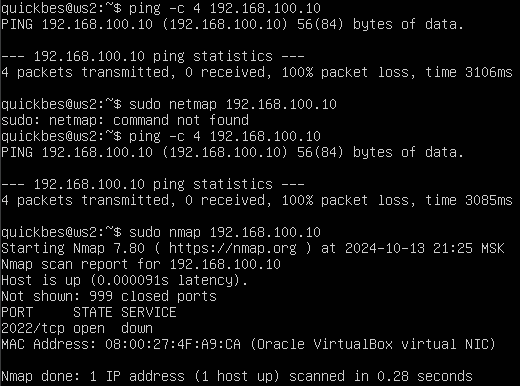 quickbes@ws2:~$ ping -c 4 192.168.100.10
PING 192.168.100.10 (192.168.100.10) 56(84) bytes of data.
--- 192.168.100.10 ping statistics ---
4 packets transmitted, 0 received, 100% packet loss, time 3106ms
quickbes@ws2:~$ sudo netmap 192.168.100.10
sudo: netmap: command not found
quickbes@ws2:~$ ping -c 4 192.168.100.10
PING 192.168.100.10 (192.168.100.10) 56(84) bytes of data.
--- 192.168.100.10 ping statistics ---
4 packets transmitted, 0 received, 100% packet loss, time 3085ms
quickbes@ws2:~$ sudo nmap 192.168.100.10
Starting Nmap 7.80 ( https://nmap.org ) at 2024-10-13 21:25 MSK
Nmap scan report for 192.168.100.10
Host is up (0.000091s latency).
Not shown: 999 closed ports
PORT     STATE SERVICE
2022/tcp open  down
MAC Address: 08:00:27:4F:A9:CA (Oracle VirtualBox virtual NIC)
Nmap done: 1 IP address (1 host up) scanned in 0.28 seconds